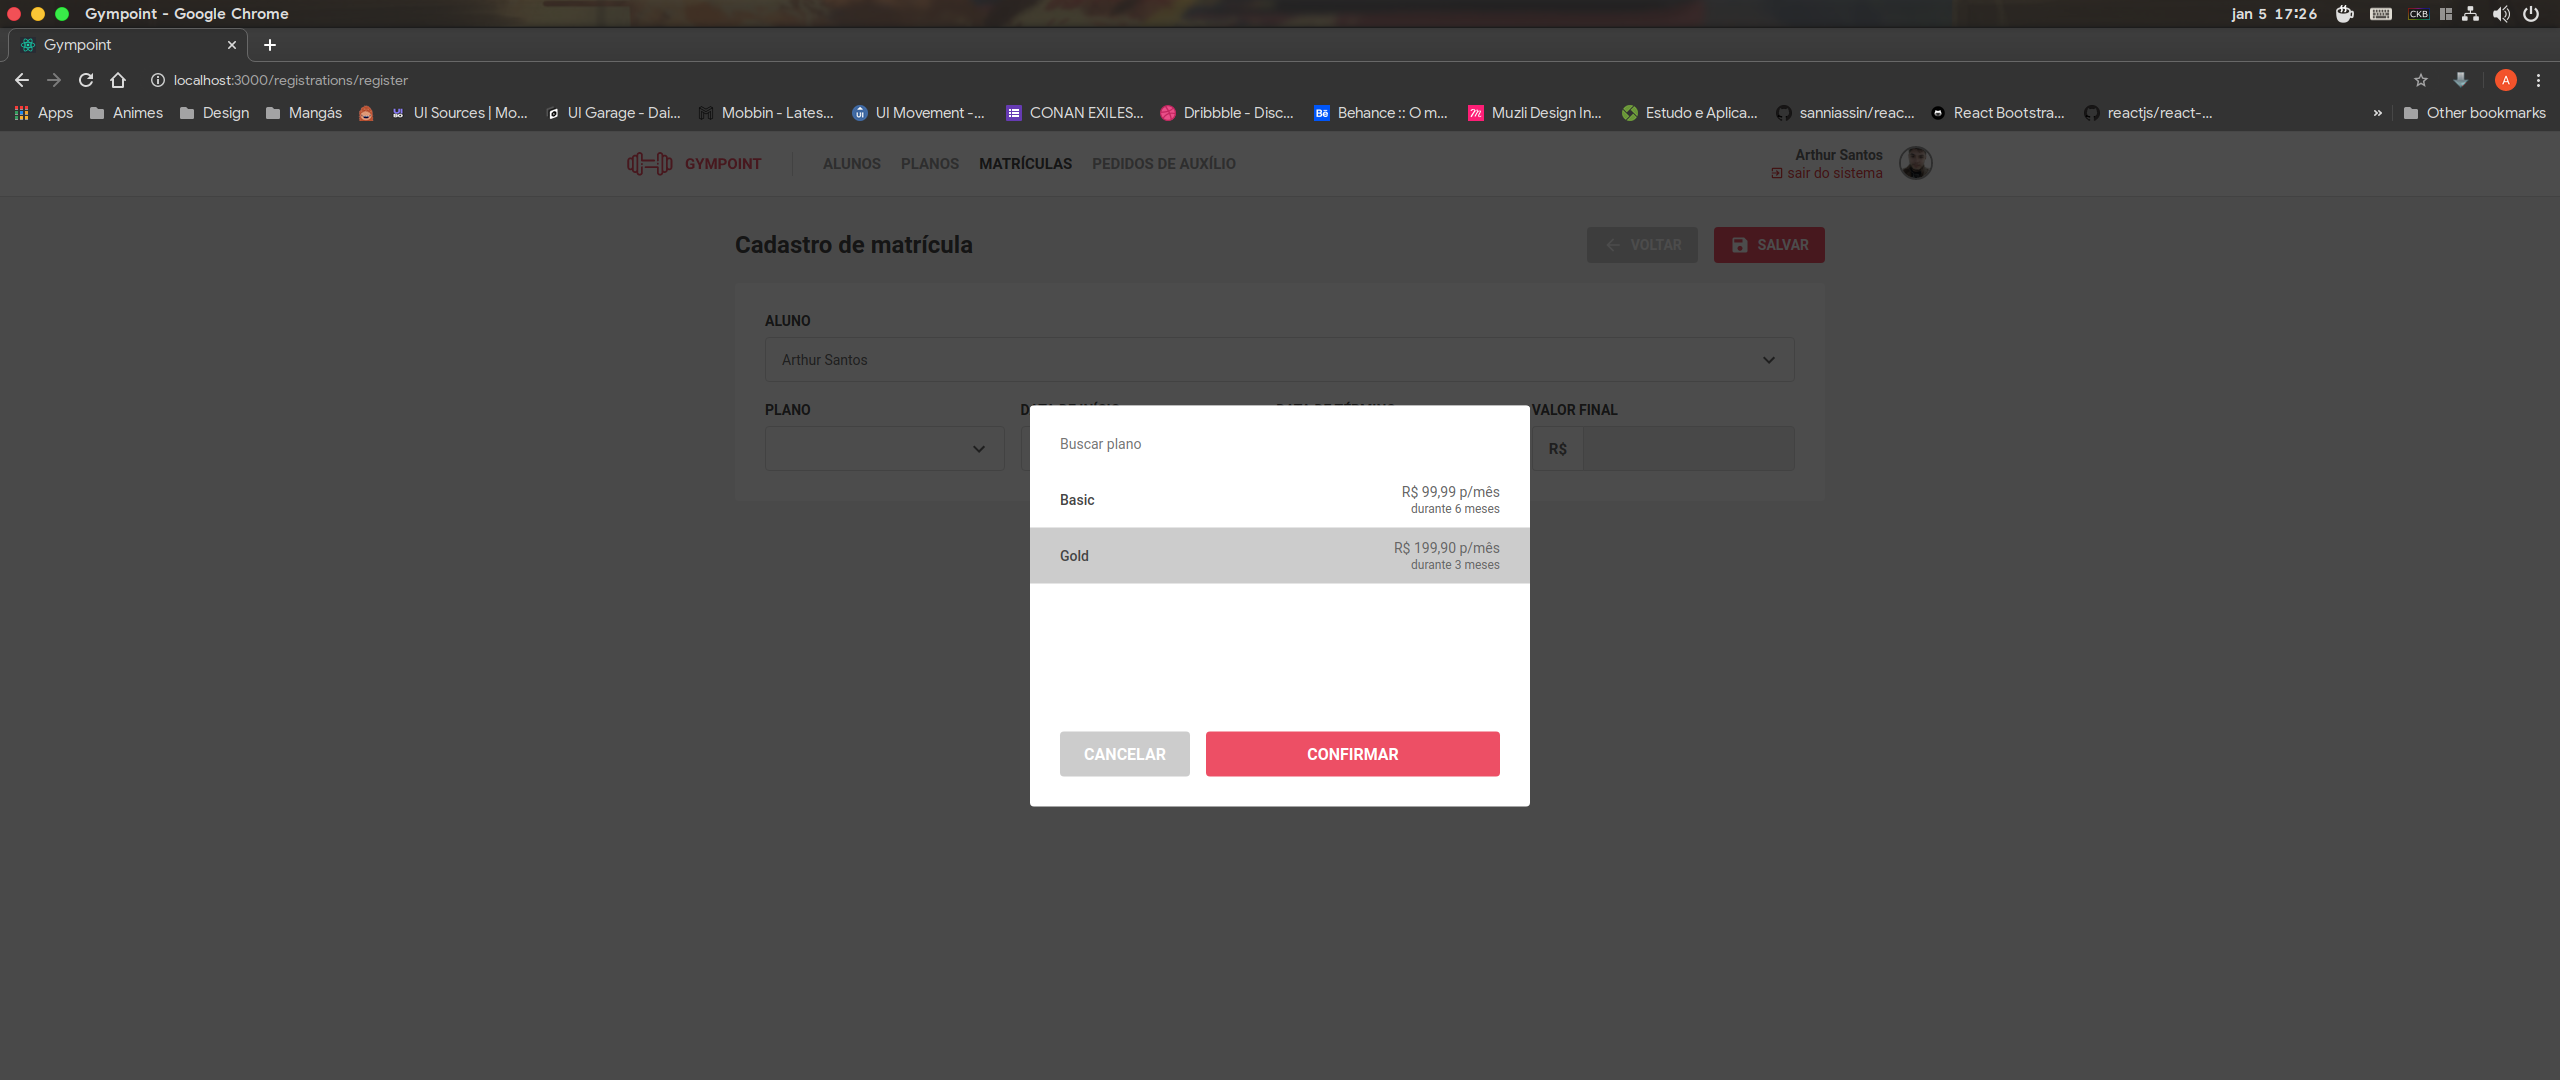 Gympoint - Google Chrome
jan 5 17:26
CKB
Gympoint
localhost:3000/registrations/register
A
Apps
Animes
Design
Mangás
UI Sources | Mo...
UI Garage - Dai...
Mobbin - Lates...
UI Movement -...
CONAN EXILES...
Dribbble - Disc...
Behance :: O m...
Muzli Design In...
Estudo e Aplica...
sanniassin/reac...
React Bootstra...
reactjs/react-...
»
Other bookmarks
GYMPOINT
ALUNOS
PLANOS
MATRÍCULAS
PEDIDOS DE AUXÍLIO
Arthur Santos
sair do sistema
Cadastro de matrícula
VOLTAR
SALVAR
ALUNO
Arthur Santos
PLANO
VALOR FINAL
R$
Buscar plano
Basic
R$ 99,99 p/mês
durante 6 meses
Gold
R$ 199,90 p/mês
durante 3 meses
CANCELAR
CONFIRMAR